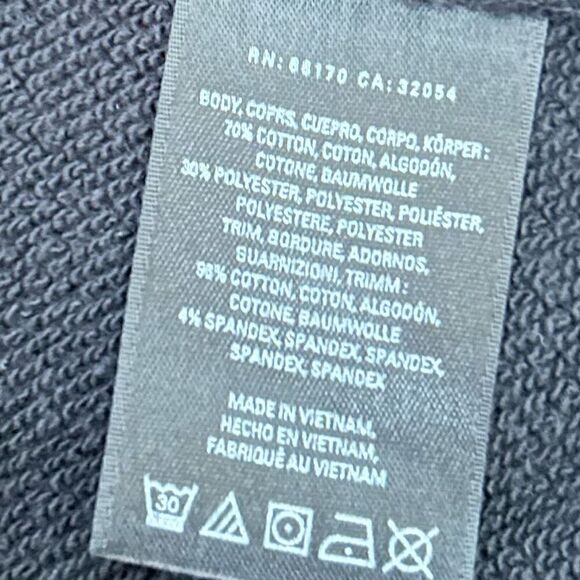 RN: 88170 CA: 32054
BODY, COPRS, CUEPRO, CORPO, KÖRPER :
70% COTTON, COTON, ALGODÓN,
COTONE, BAUMWOLLE
30% POLYESTER, POLYESTER, POLIÉSTER,
POLYESTERE, POLYESTER
TRIM, BORDURE, ADORNOS,
GUARNIZIONI, TRIMM :
96% COTTON, COTON, ALGODÓN,
COTONE, BAUMWOLLE
4% SPANDEX, SPANDEX, SPANDEX,
SPANDEX, SPANDEX
MADE IN VIETNAM,
HECHO EN VIETNAM,
FABRIQUÉ AU VIETNAM
30